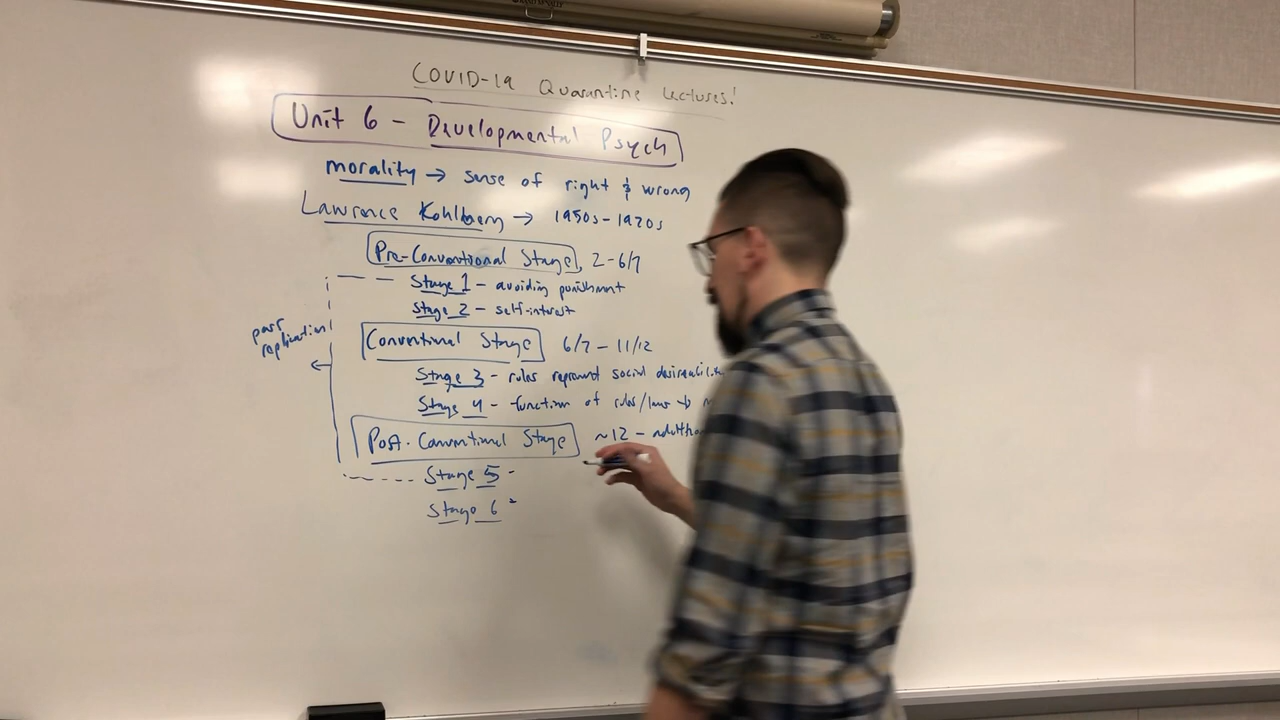 COVID-19 Quarantine Lectures!
Unit 6 - Developmental Psych
morality → sense of right & wrong
Lawrence Kohlberg → 1950s-1970s
Pre-Conventional Stage, 2-6/7
Stage 1 - avoiding punishment
Stage 2 - self-interest
Conventional Stage 6/7 - 11/12
Stage 3 - rules represent social
Stage 4 - function of rules/laws →
Post-Conventional Stage ~12 -
Stage 5 -
Stage 6 -
replication